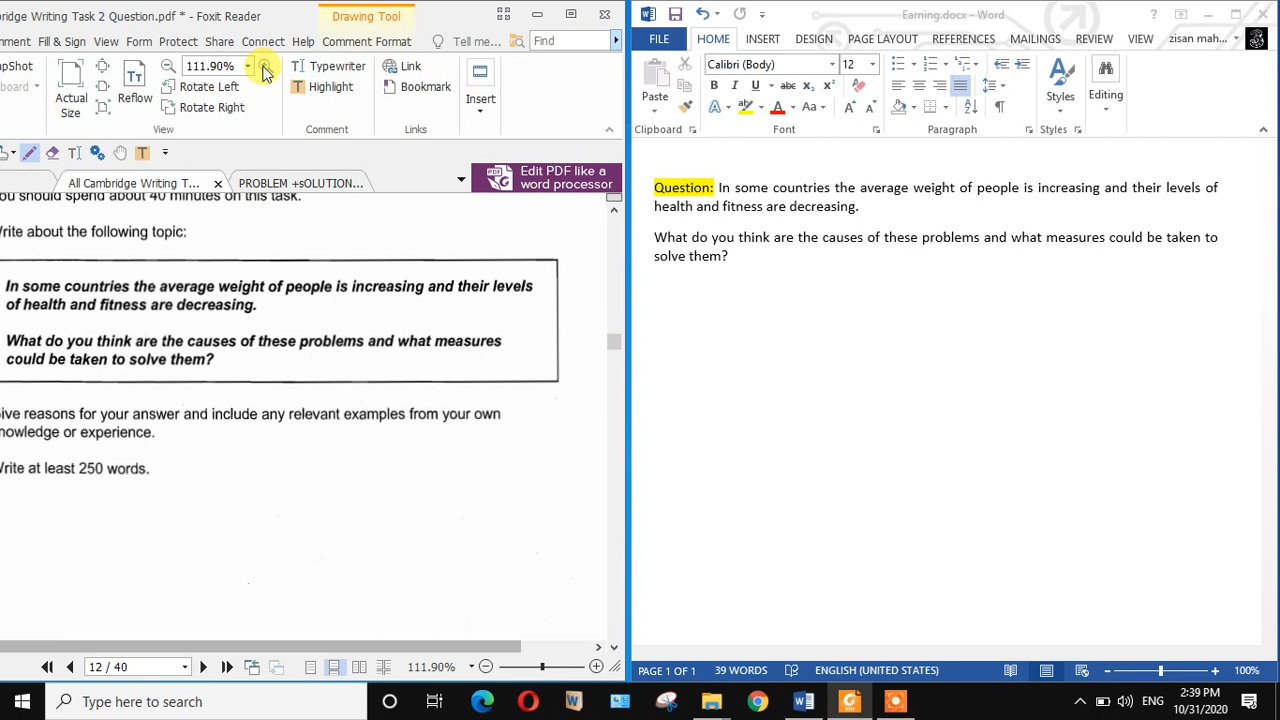 bridge Writing Task 2 Question.pdf * - Foxit Reader
Drawing Tool
Earning.docx - Word
Fill & Sign View Form Protect Share Connect Help Comment Format Tell me... Find
FILE HOME INSERT DESIGN PAGE LAYOUT REFERENCES MAILINGS REVIEW VIEW zisan mah...
111.90%
Typewriter
Link
Calibri (Body) 12
Actual Size
Reflow
Rotate Left
Highlight
Bookmark
Insert
Rotate Right
View
Comment
Links
Paste
Styles
Editing
Clipboard
Font
Paragraph
Styles
All Cambridge Writing T...
PROBLEM +sOLUTION...
Edit PDF like a
word processor
ou should spend about 40 minutes on this task.
rite about the following topic:
In some countries the average weight of people is increasing and their levels
of health and fitness are decreasing.
What do you think are the causes of these problems and what measures
could be taken to solve them?
ive reasons for your answer and include any relevant examples from your own
nowledge or experience.
rite at least 250 words.
Question: In some countries the average weight of people is increasing and their levels of
health and fitness are decreasing.
What do you think are the causes of these problems and what measures could be taken to
solve them?
12 / 40
111.90%
PAGE 1 OF 1 39 WORDS ENGLISH (UNITED STATES) 100%
Type here to search
ENG
2:39 PM
10/31/2020